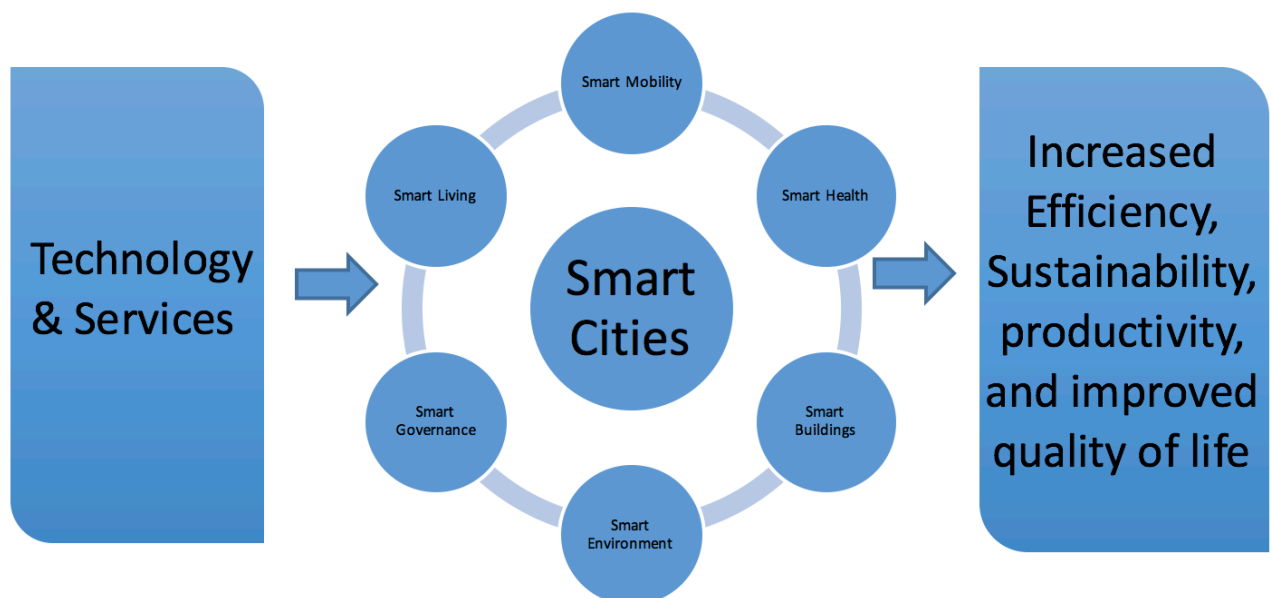 Technology
& Services
Smart Mobility
Smart Health
Smart
Buildings
Smart
Environment
Smart
Governance
Smart Living
Smart
Cities
Increased
Efficiency,
Sustainability,
productivity,
and improved
quality of life